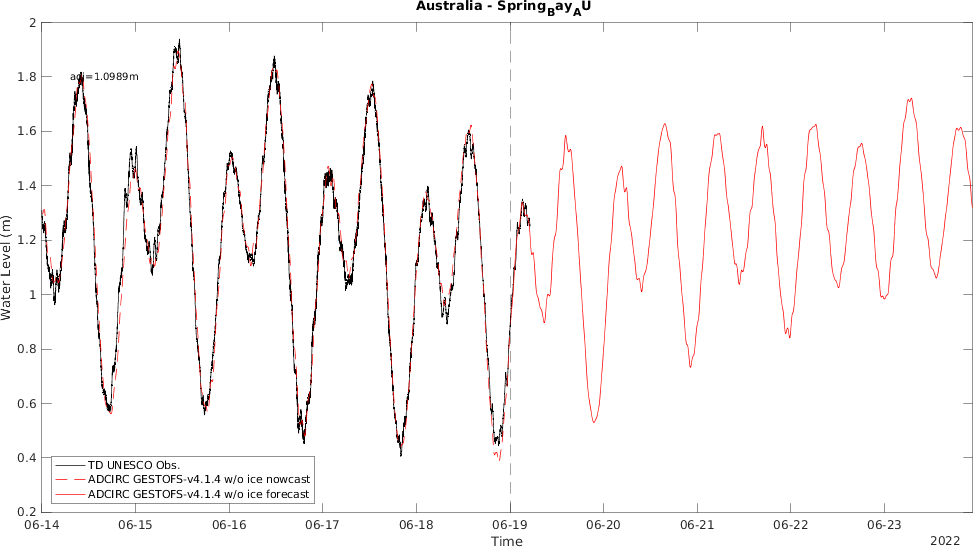 Australia - Spring_Bay_AU
2
1.8
1.6
1.4
1.2
1
0.8
0.6
0.4
0.2
Water Level (m)
adj=1.0989m
TD UNESCO Obs.
ADCIRC GESTOFS-v4.1.4 w/o ice nowcast
ADCIRC GESTOFS-v4.1.4 w/o ice forecast
06-14 06-15 06-16 06-17 06-18 06-19 06-20 06-21 06-22 06-23
Time
2022